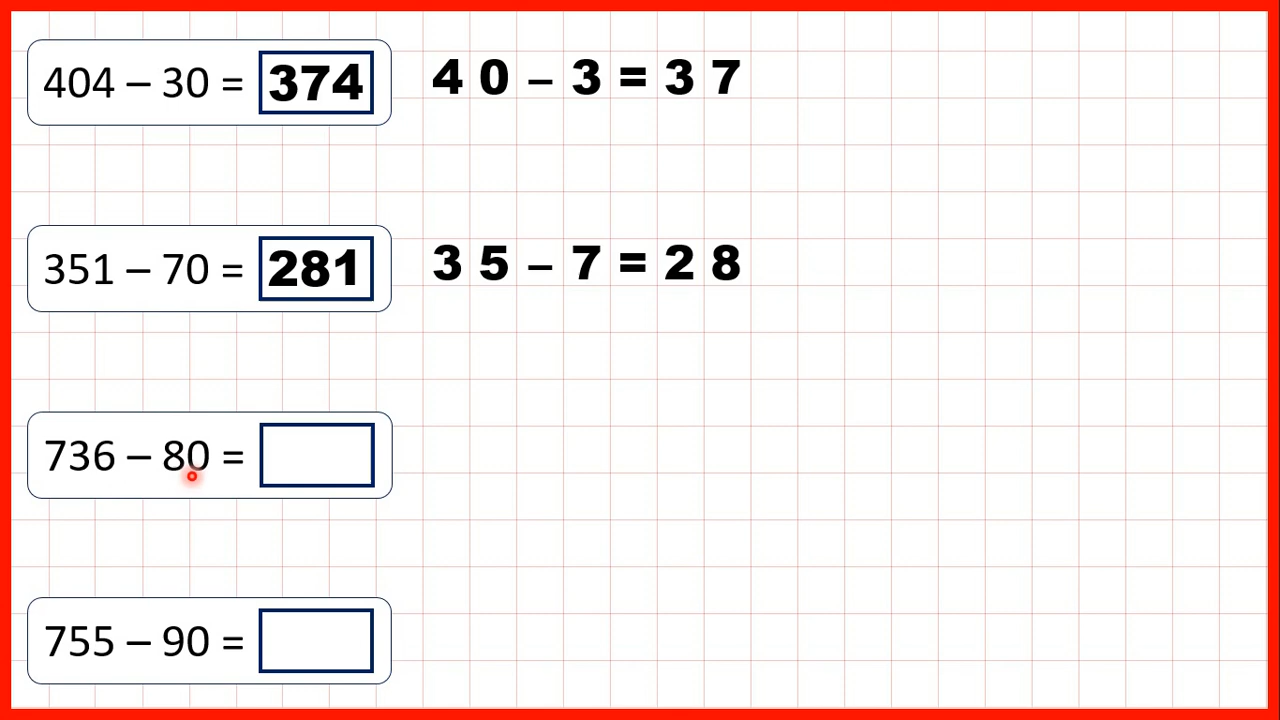 404 – 30 = 374 4 0 – 3 = 3 7
351 – 70 = 281 3 5 – 7 = 2 8
736 – 80 =
755 – 90 =